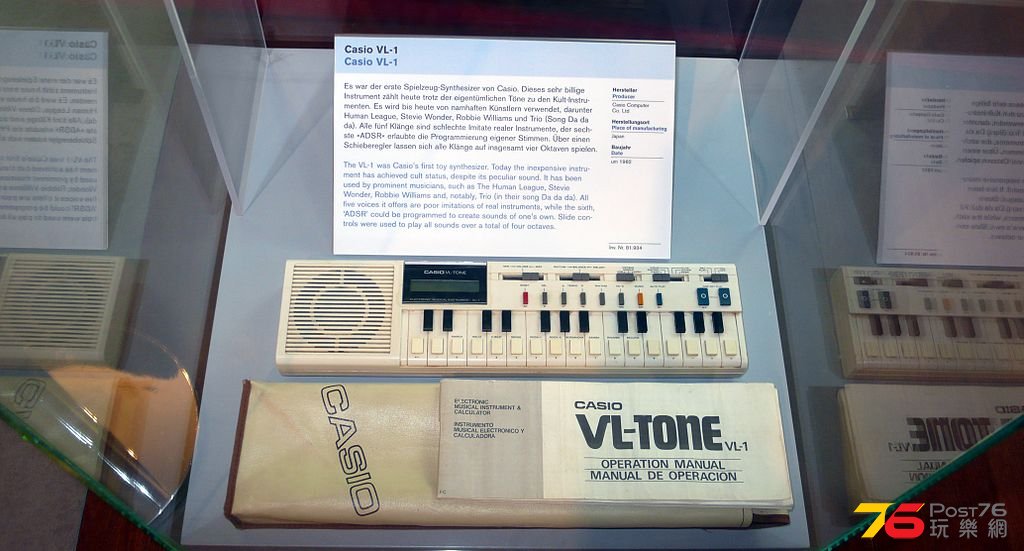 Casio VL-1
Casio VL-1
Es war der erste Spielzeug-Synthesizer von Casio. Dieses sehr billige
Instrument zählt heute trotz der eigentümlichen Töne zu den Kult-Instru-
menten. Es wird bis heute von namhaften Künstlern verwendet, darunter
Human League, Stevie Wonder, Robbie Williams und Trio (Song Da da
da). Alle fünf Klänge sind schlechte Imitate realer Instrumente, der sech-
ste «ADSR» erlaubte die Programmierung eigener Stimmen. Über einen
Schieberegler lassen sich alle Klänge auf insgesamt vier Oktaven spielen.
The VL-1 was Casio's first toy synthesizer. Today the inexpensive instru-
ment has achieved cult status, despite its peculiar sound. It has been
used by prominent musicians, such as The Human League, Stevie
Wonder, Robbie Williams and, notably, Trio (in their song Da da da). All
five voices it offers are poor imitations of real instruments, while the sixth,
'ADSR' could be programmed to create sounds of one's own. Slide con-
trols were used to play all sounds over a total of four octaves.
Hersteller
Producer
Casio Computer
Co. Ltd
Herstellungsort
Place of manufacturing
Japan
Baujahr
Date
um 1982
Inv. Nr. 81.934
CASIO VL-TONE
CASIO
ELECTRONIC
MUSICAL INSTRUMENT &
CALCULATOR
INSTRUMENTO
MUSICAL ELECTRONICO Y
CALCULADORA
CASIO
VL-TONE VL-1
OPERATION MANUAL
MANUAL DE OPERACION
76 Post76
玩樂網